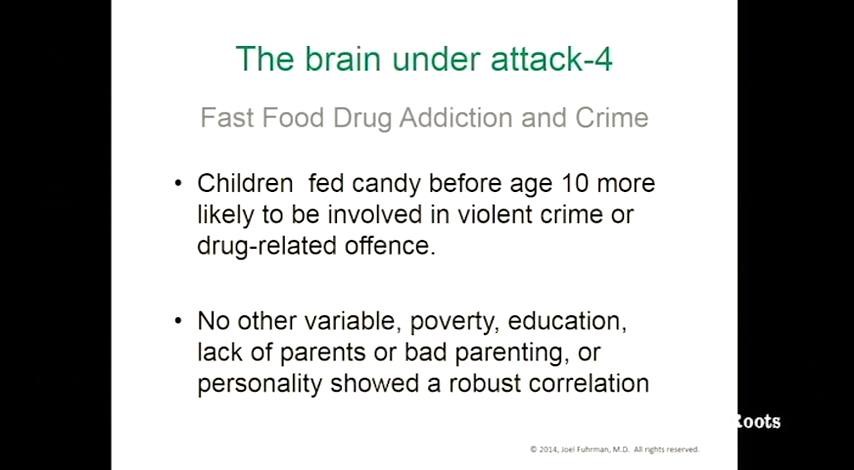 The brain under attack-4
Fast Food Drug Addiction and Crime
• Children fed candy before age 10 more
likely to be involved in violent crime or
drug-related offence.
• No other variable, poverty, education,
lack of parents or bad parenting, or
personality showed a robust correlation
Roots
© 2014, Joel Fuhrman, M.D. All rights reserved.